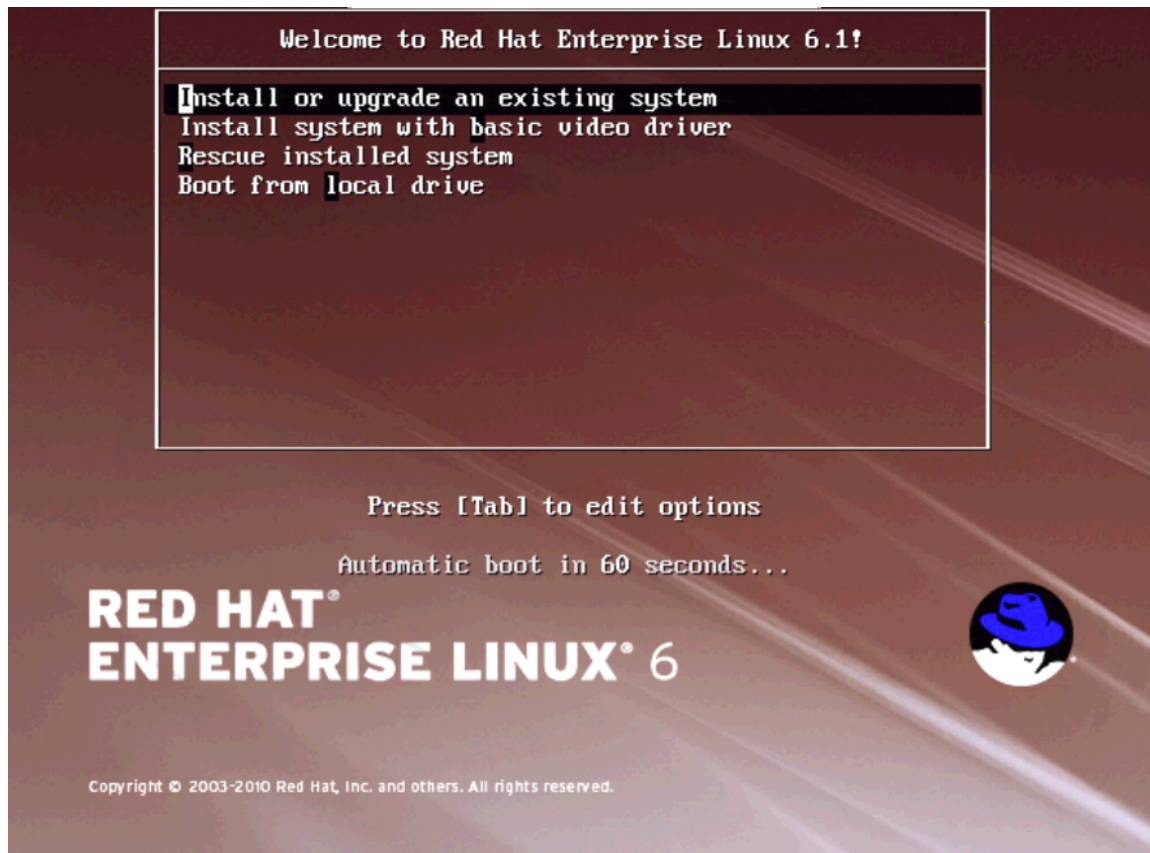 Welcome to Red Hat Enterprise Linux 6.1!
Install or upgrade an existing system
Install system with basic video driver
Rescue installed system
Boot from local drive
Press [Tab] to edit options
Automatic boot in 60 seconds...
RED HAT®
ENTERPRISE LINUX® 6
Copyright © 2003-2010 Red Hat, Inc. and others. All rights reserved.